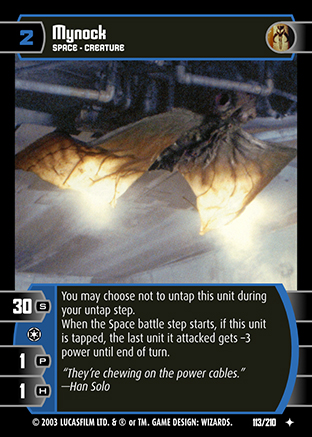 2
Mynock
SPACE - CREATURE
30 S
You may choose not to untap this unit during
your untap step.
When the Space battle step starts, if this unit
is tapped, the last unit it attacked gets –3
power until end of turn.
1 P
“They’re chewing on the power cables.”
1 H
—Han Solo
© 2003 LUCASFILM LTD. & ® or TM. GAME DESIGN: WIZARDS. 113/210